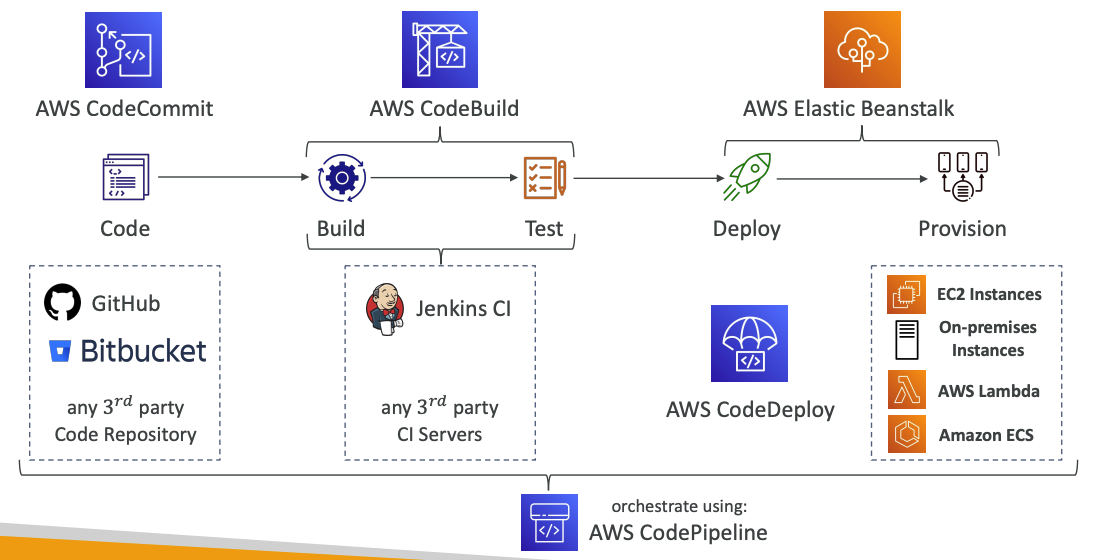 AWS CodeCommit
AWS CodeBuild
AWS Elastic Beanstalk
Code
Build
Test
Deploy
Provision
GitHub
Bitbucket
any 3rd party
Code Repository
Jenkins CI
any 3rd party
CI Servers
AWS CodeDeploy
EC2 Instances
On-premises
Instances
AWS Lambda
Amazon ECS
orchestrate using:
AWS CodePipeline